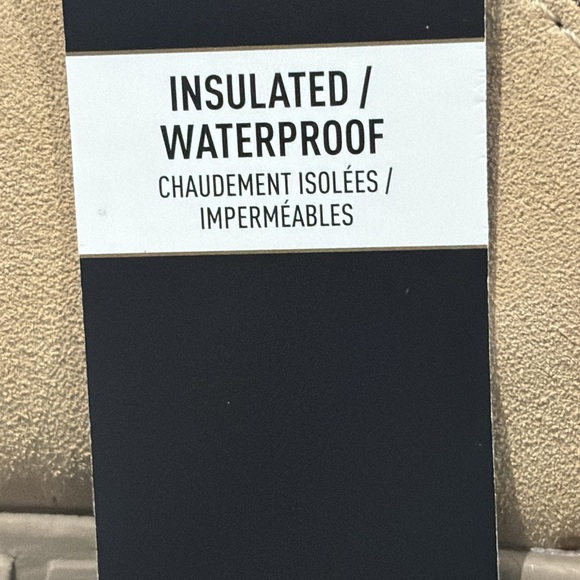 INSULATED /
WATERPROOF
CHAUDEMENT ISOLÉES /
IMPERMÉABLES